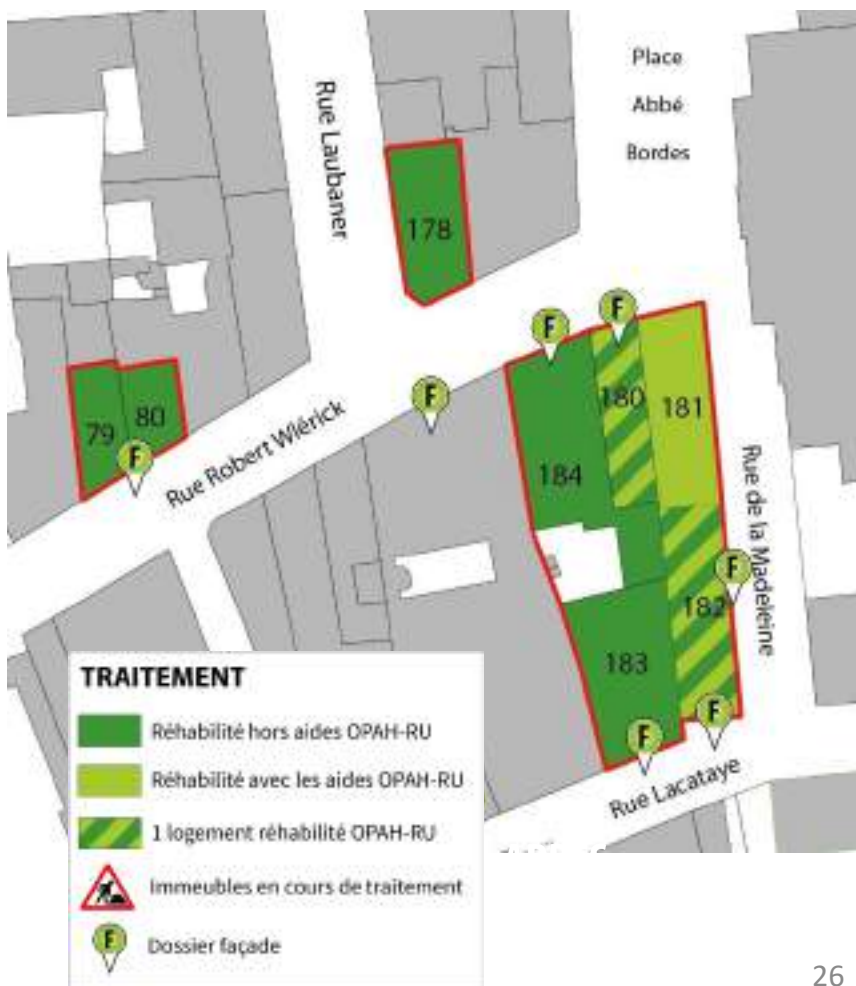 Place
Abbé
Bordes
Rue Laubaner
178
F
F
F
79
80
F
Rue Robert Wlérick
180
181
184
Rue de la Madeleine
F
182
183
F
F
Rue Lacataye
TRAITEMENT
Réhabilité hors aides OPAH-RU
Réhabilité avec les aides OPAH-RU
1 logement réhabilité OPAH-RU
Immeubles en cours de traitement
F
Dossier façade
26